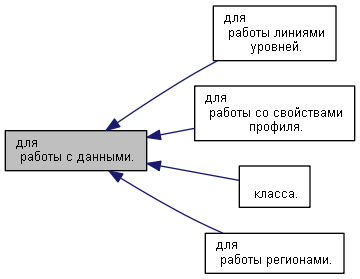 для
работы линиями
уровней.
для
работы со свойствами
профиля.
для
работы с данными.
класса.
для
работы регионами.